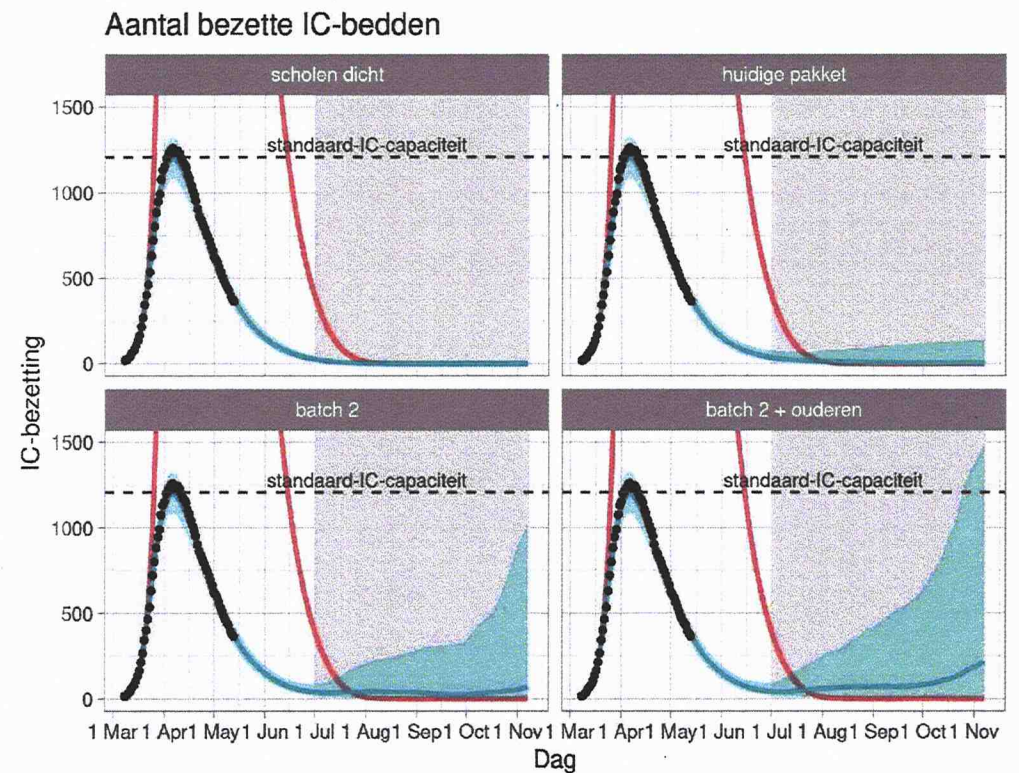 Aantal bezette IC-bedden
scholen dicht
huidige pakket
1500
1000
500
0
standaard-IC-capaciteit
standaard-IC-capaciteit
batch 2
batch 2 + ouderen
1500
1000
500
0
standaard-IC-capaciteit
standaard-IC-capaciteit
IC-bezetting
1 Mar 1 Apr 1 May 1 Jun 1 Jul 1 Aug 1 Sep 1 Oct 1 Nov
1 Mar 1 Apr 1 May 1 Jun 1 Jul 1 Aug 1 Sep 1 Oct 1 Nov
Dag